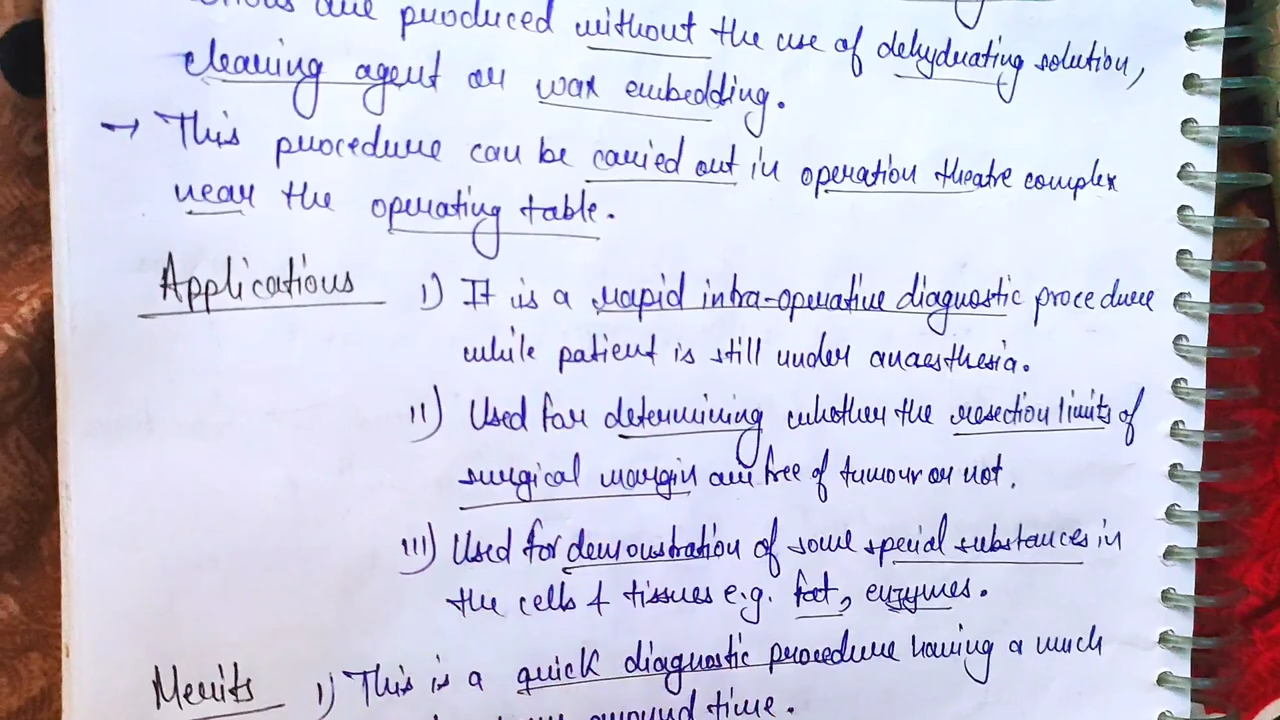 are produced without the use of dehydrating solution,
clearing agent or wax embedding.
→ This procedure can be carried out in operation theatre complex
near the operating table.
Applications i) It is a rapid intra-operative diagnostic procedure
while patient is still under anaesthesia.
ii) Used for determining whether the resection limits of
surgical margin are free of tumour or not.
iii) Used for demonstration of some special substances in
the cells & tissues e.g. fat, enzymes.
Merits i) This is a quick diagnostic procedure having a much
around time.